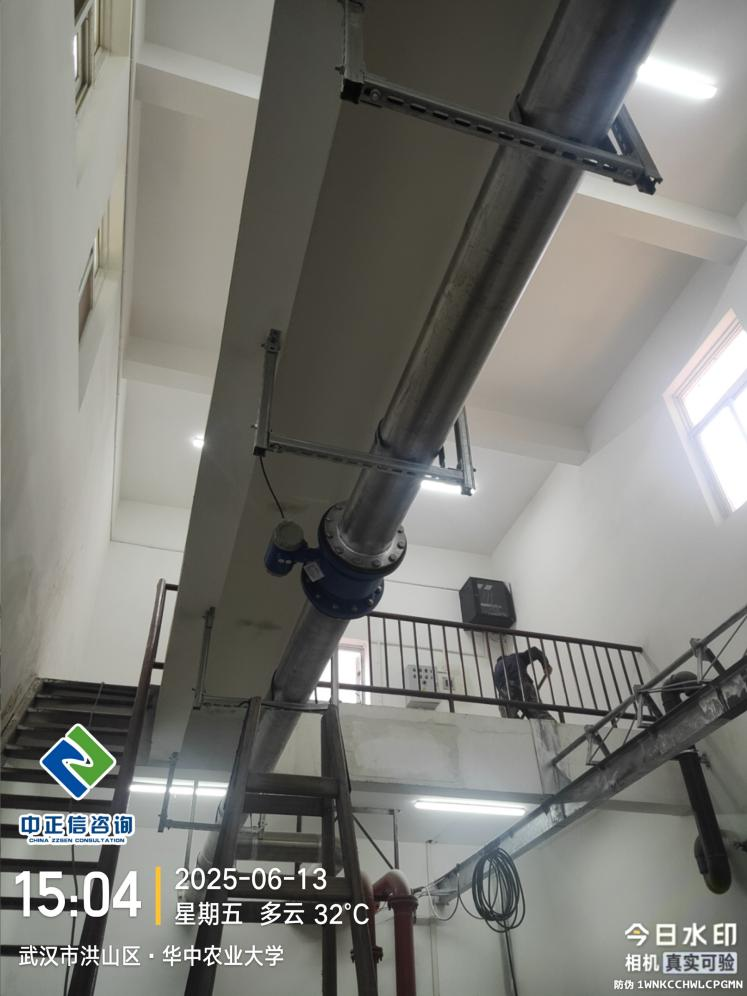 中正信咨询
CHINA ZZSEN CONSULTATION
15:04
2025-06-13
星期五 多云 32°C
武汉市洪山区·华中农业大学
今日水印
相机 真实可验
防伪 1WNKCCHWLCPGMN